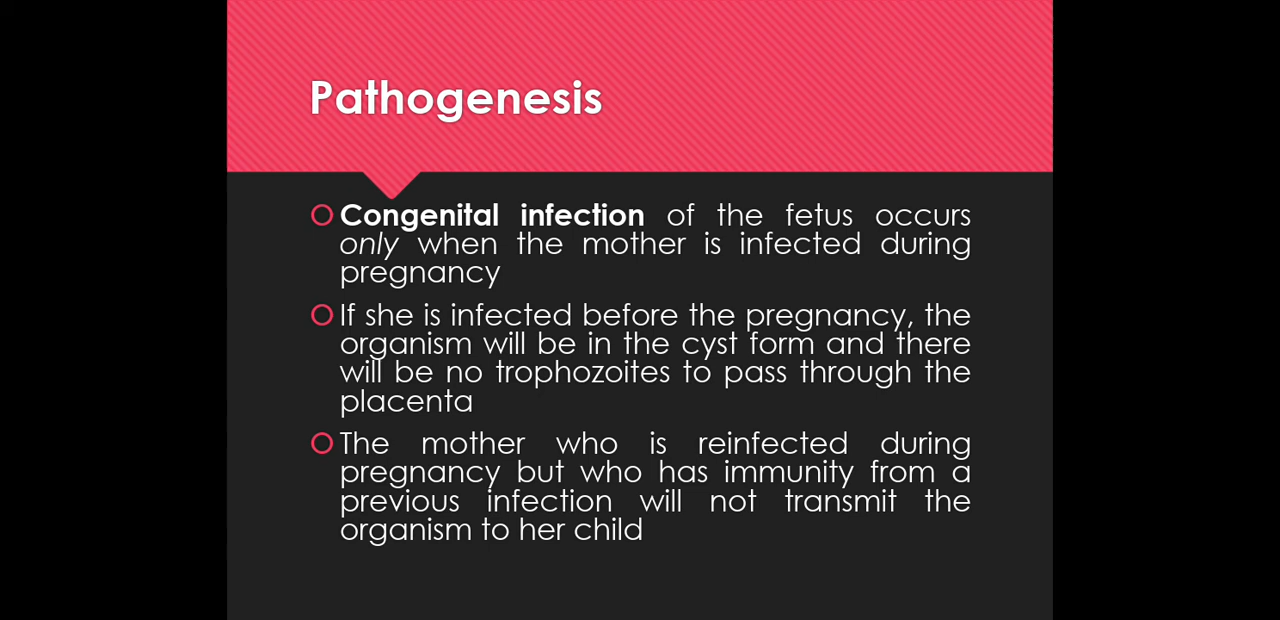 Pathogenesis
Congenital infection of the fetus occurs
only when the mother is infected during
pregnancy
If she is infected before the pregnancy, the
organism will be in the cyst form and there
will be no trophozoites to pass through the
placenta
The mother who is reinfected during
pregnancy but who has immunity from a
previous infection will not transmit the
organism to her child